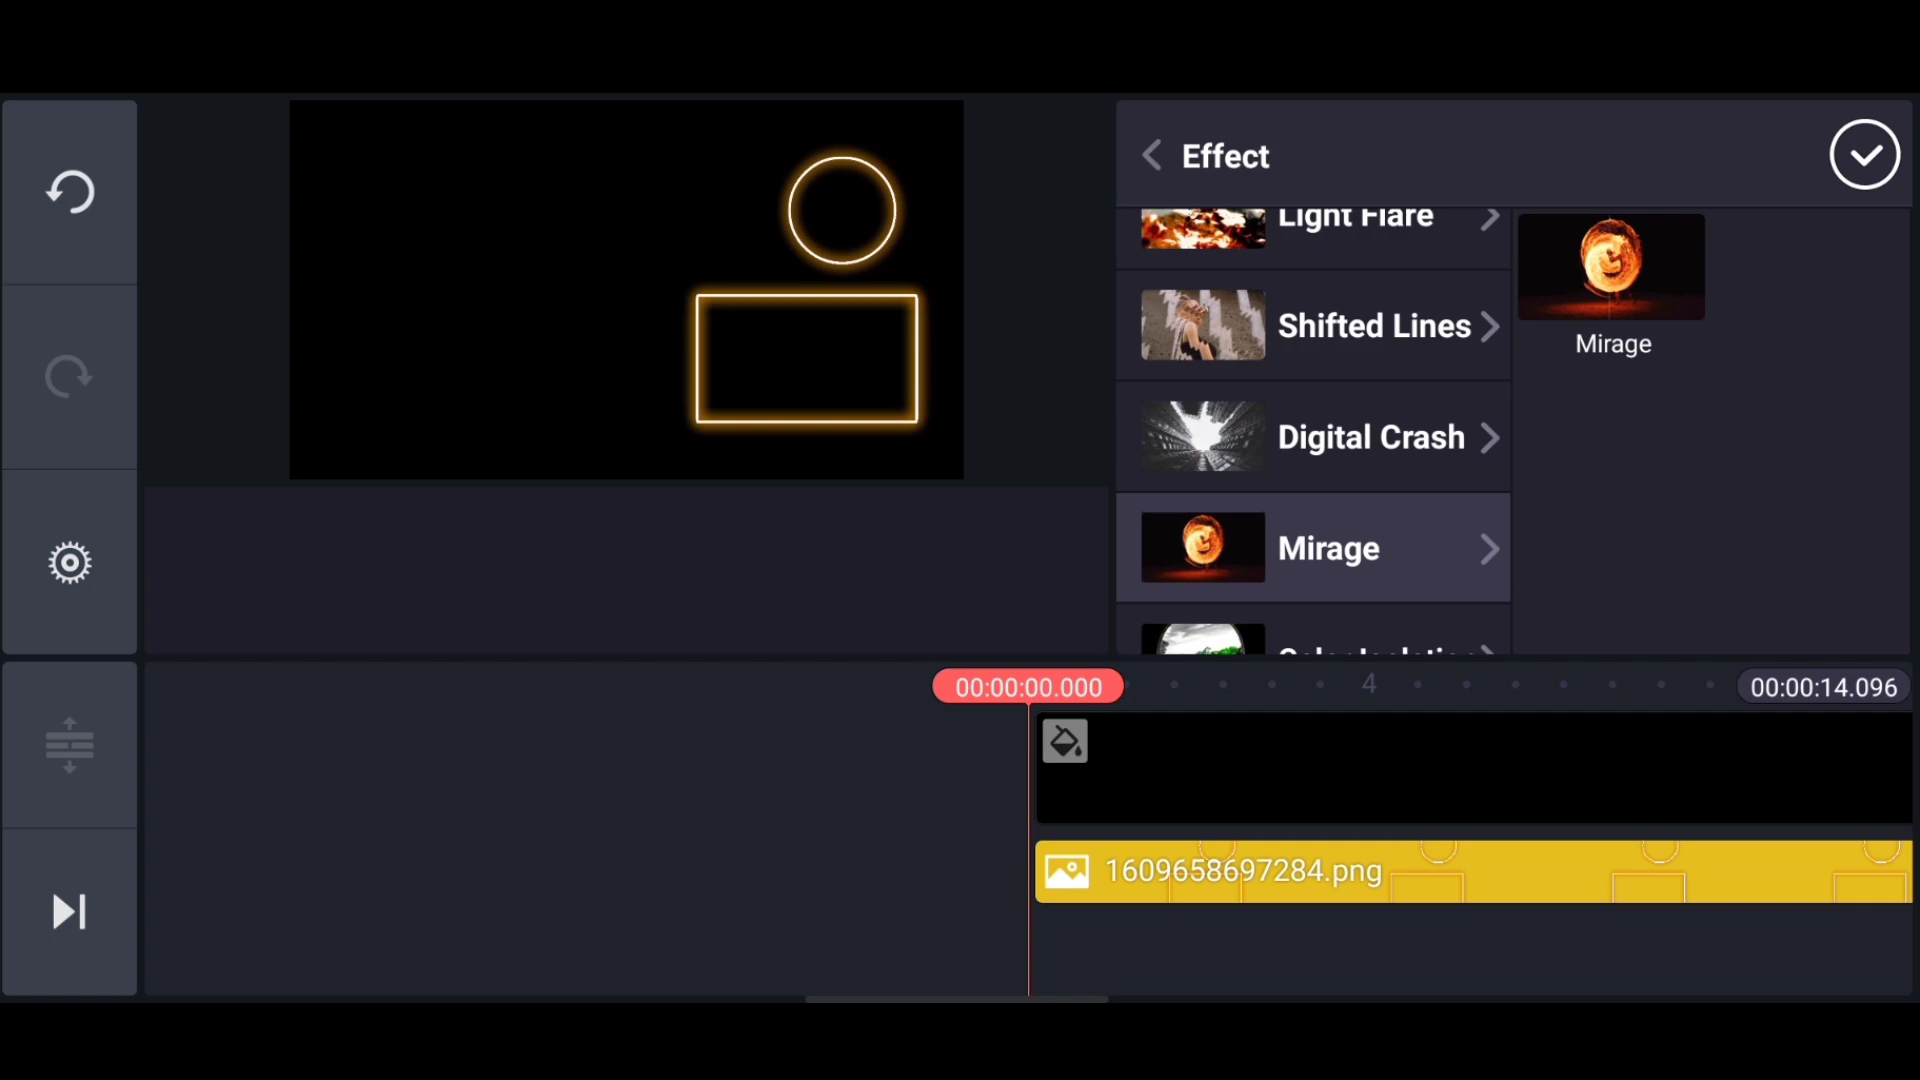 Effect
Light Flare
Shifted Lines
Digital Crash
Mirage
Color Isolation
Mirage
00:00:00.000
4
00:00:14.096
1609658697284.png